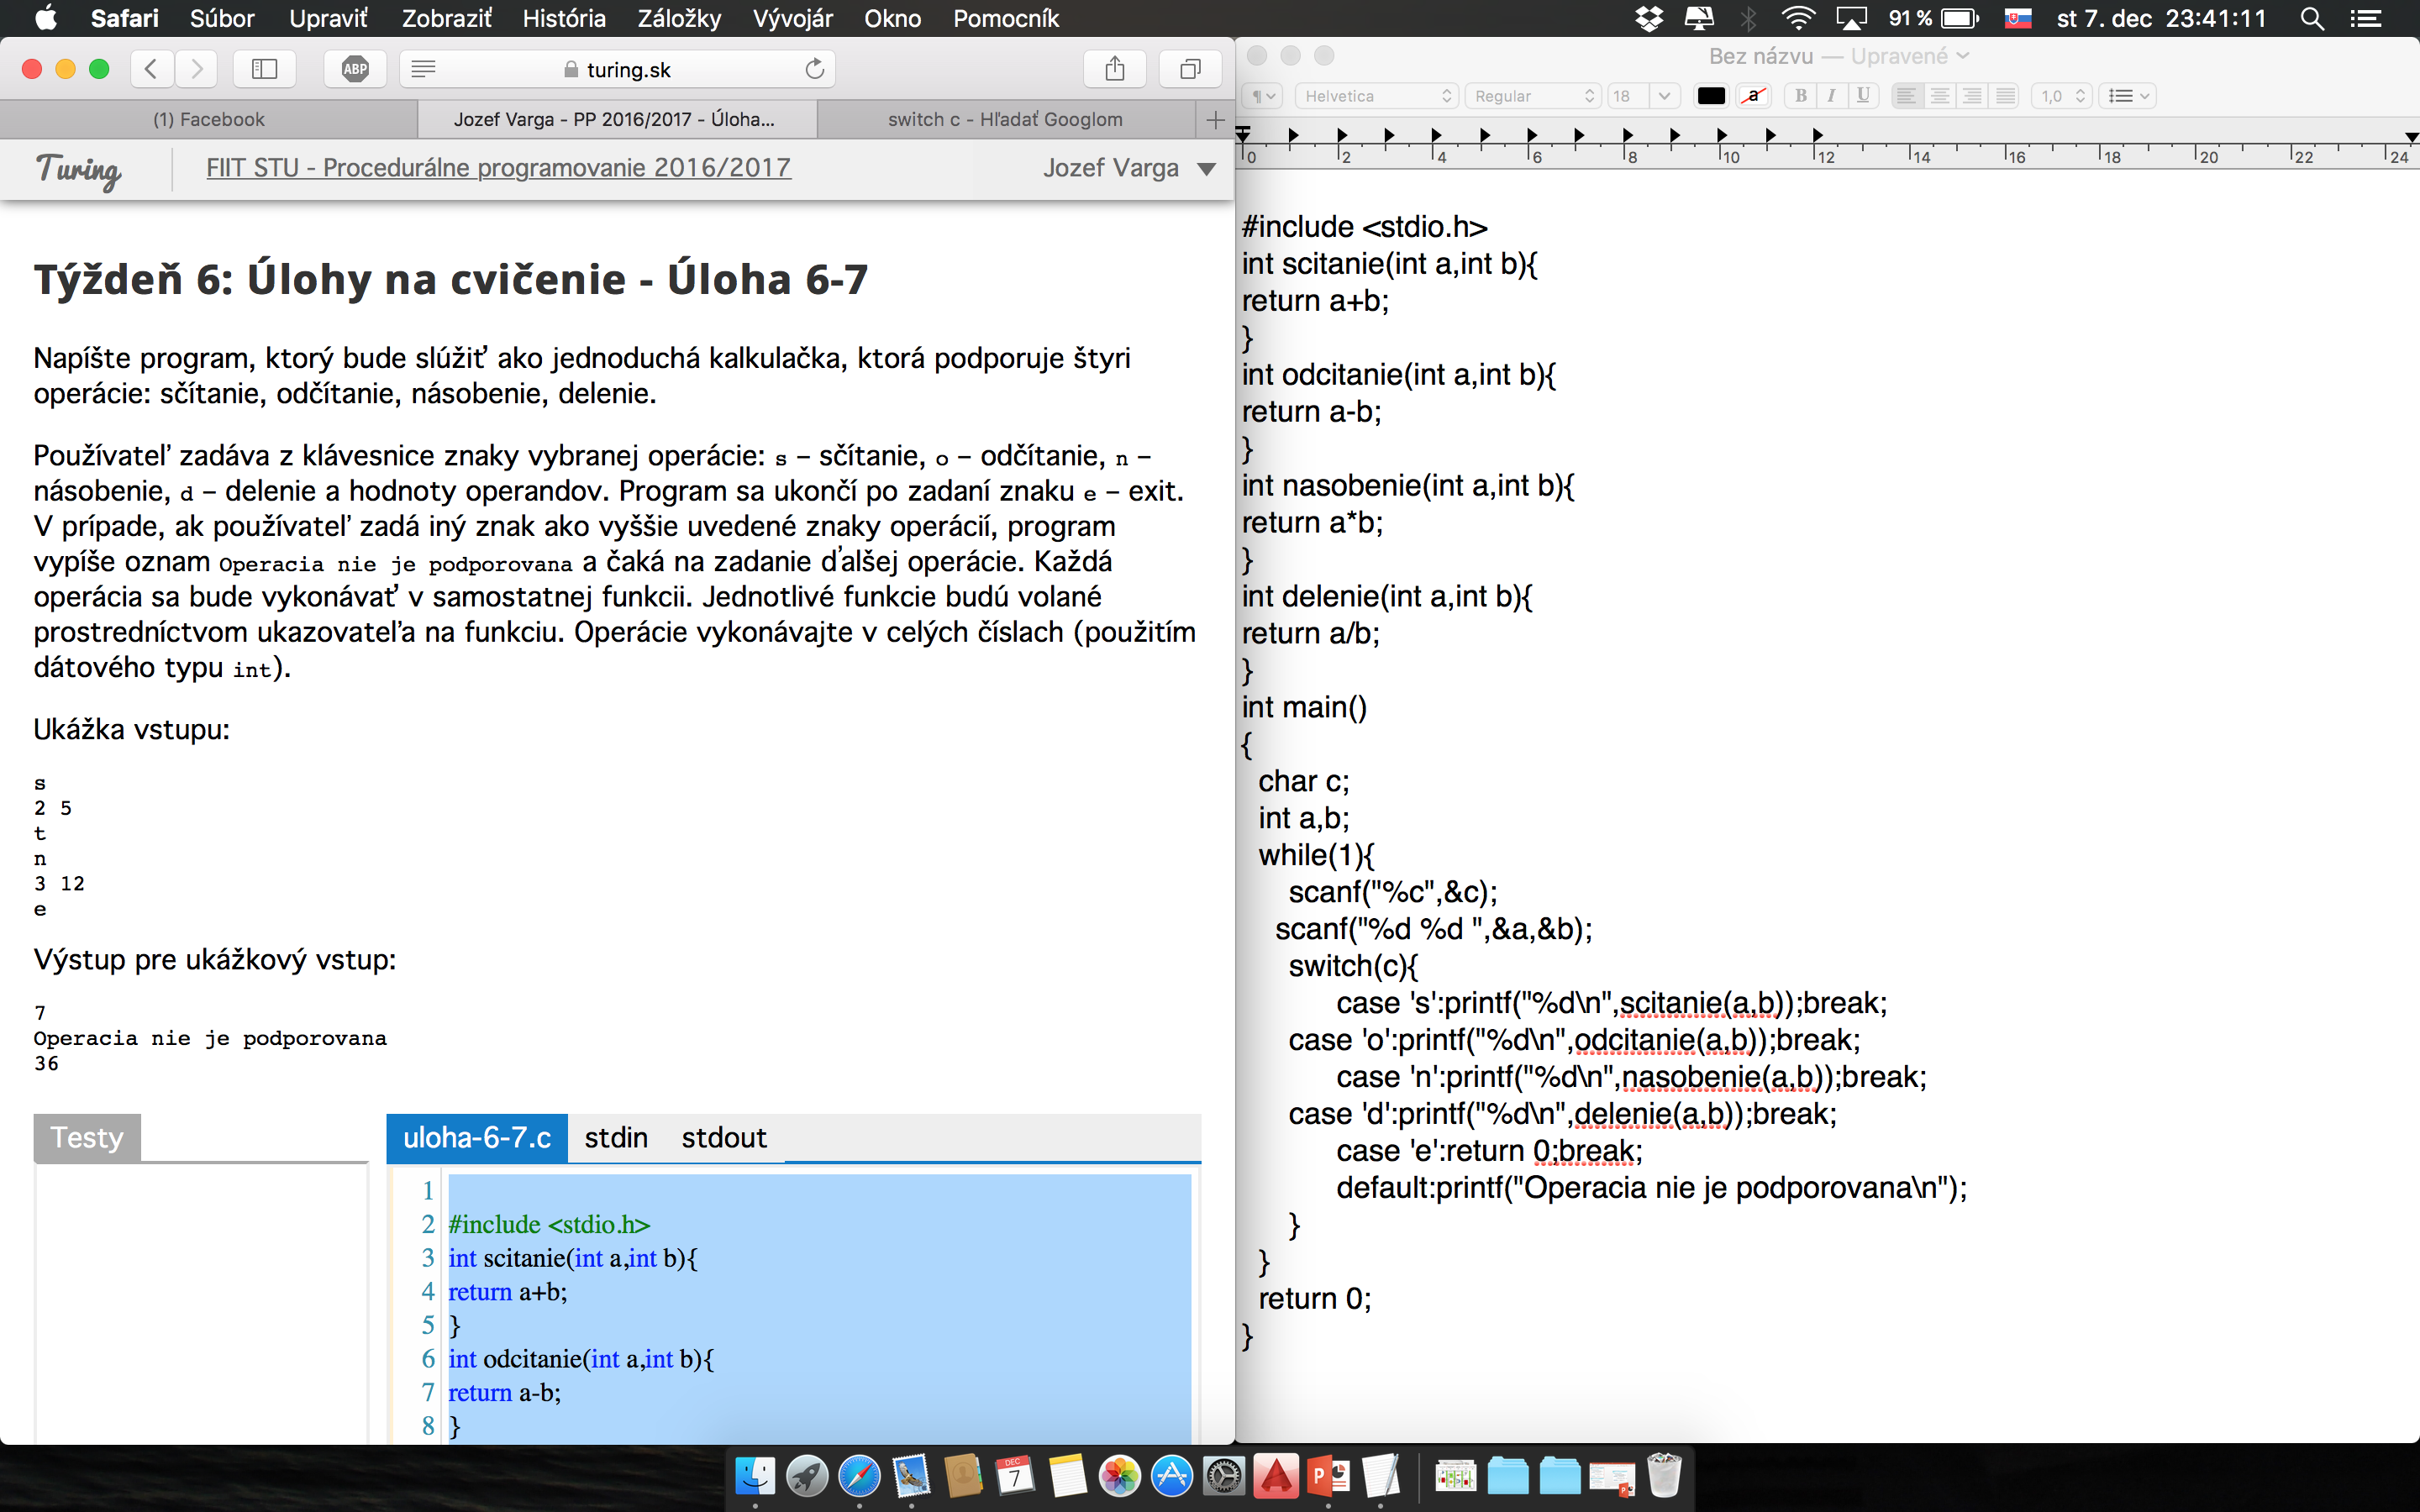 Safari Súbor Upraviť Zobraziť História Záložky Vývojár Okno Pomocník 91 % st 7. dec 23:41:11
ABP turing.sk
(1) Facebook Jozef Varga - PP 2016/2017 - Úloha... switch c - Hľadať Googlom
Turing FIIT STU - Procedurálne programovanie 2016/2017 Jozef Varga
Týždeň 6: Úlohy na cvičenie - Úloha 6-7
Napíšte program, ktorý bude slúžiť ako jednoduchá kalkulačka, ktorá podporuje štyri
operácie: sčítanie, odčítanie, násobenie, delenie.
Používateľ zadáva z klávesnice znaky vybranej operácie: s – sčítanie, o – odčítanie, n –
násobenie, d – delenie a hodnoty operandov. Program sa ukončí po zadaní znaku e – exit.
V prípade, ak používateľ zadá iný znak ako vyššie uvedené znaky operácií, program
vypíše oznam Operacia nie je podporovana a čaká na zadanie ďalšej operácie. Každá
operácia sa bude vykonávať v samostatnej funkcii. Jednotlivé funkcie budú volané
prostredníctvom ukazovateľa na funkciu. Operácie vykonávajte v celých číslach (použitím
dátového typu int).
Ukážka vstupu:
s
2 5
t
n
3 12
e
Výstup pre ukážkový vstup:
7
Operacia nie je podporovana
36
Testy
uloha-6-7.c stdin stdout
1
2 #include <stdio.h>
3 int scitanie(int a,int b){
4 return a+b;
5 }
6 int odcitanie(int a,int b){
7 return a-b;
8 }
Bez názvu — Upravené
¶ Helvetica Regular 18 a B I U 1,0
0 2 4 6 8 10 12 14 16 18 20 22 24
#include <stdio.h>
int scitanie(int a,int b){
return a+b;
}
int odcitanie(int a,int b){
return a-b;
}
int nasobenie(int a,int b){
return a*b;
}
int delenie(int a,int b){
return a/b;
}
int main()
{
char c;
int a,b;
while(1){
scanf("%c",&c);
scanf("%d %d ",&a,&b);
switch(c){
case 's':printf("%d\n",scitanie(a,b));break;
case 'o':printf("%d\n",odcitanie(a,b));break;
case 'n':printf("%d\n",nasobenie(a,b));break;
case 'd':printf("%d\n",delenie(a,b));break;
case 'e':return 0;break;
default:printf("Operacia nie je podporovana\n");
}
}
return 0;
}
DEC
7
P